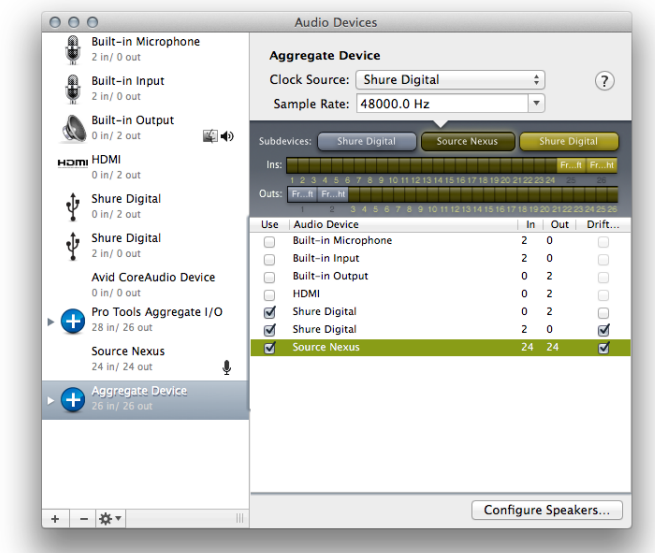 Audio Devices
Built-in Microphone
2 in/ 0 out
Built-in Input
2 in/ 0 out
Built-in Output
0 in/ 2 out
HDMI HDMI
0 in/ 2 out
Shure Digital
0 in/ 2 out
Shure Digital
2 in/ 0 out
Avid CoreAudio Device
0 in/ 0 out
Pro Tools Aggregate I/O
28 in/ 26 out
Source Nexus
24 in/ 24 out
Aggregate Device
26 in/ 26 out
Aggregate Device
Clock Source: Shure Digital ?
Sample Rate: 48000.0 Hz
Subdevices: Shure Digital Source Nexus Shure Digital
Ins: Fr...ft Fr...ht
1 2 3 4 5 6 7 8 9 10 11 12 13 14 15 16 17 18 19 20 21 22 23 24 25 26
Outs: Fr...ft Fr...ht
1 2 3 4 5 6 7 8 9 10 11 12 13 14 15 16 17 18 19 20 21 22 23 24 25 26
Use Audio Device In Out Drift...
Built-in Microphone 2 0
Built-in Input 2 0
Built-in Output 0 2
HDMI 0 2
Shure Digital 0 2
Shure Digital 2 0
Source Nexus 24 24
Configure Speakers...